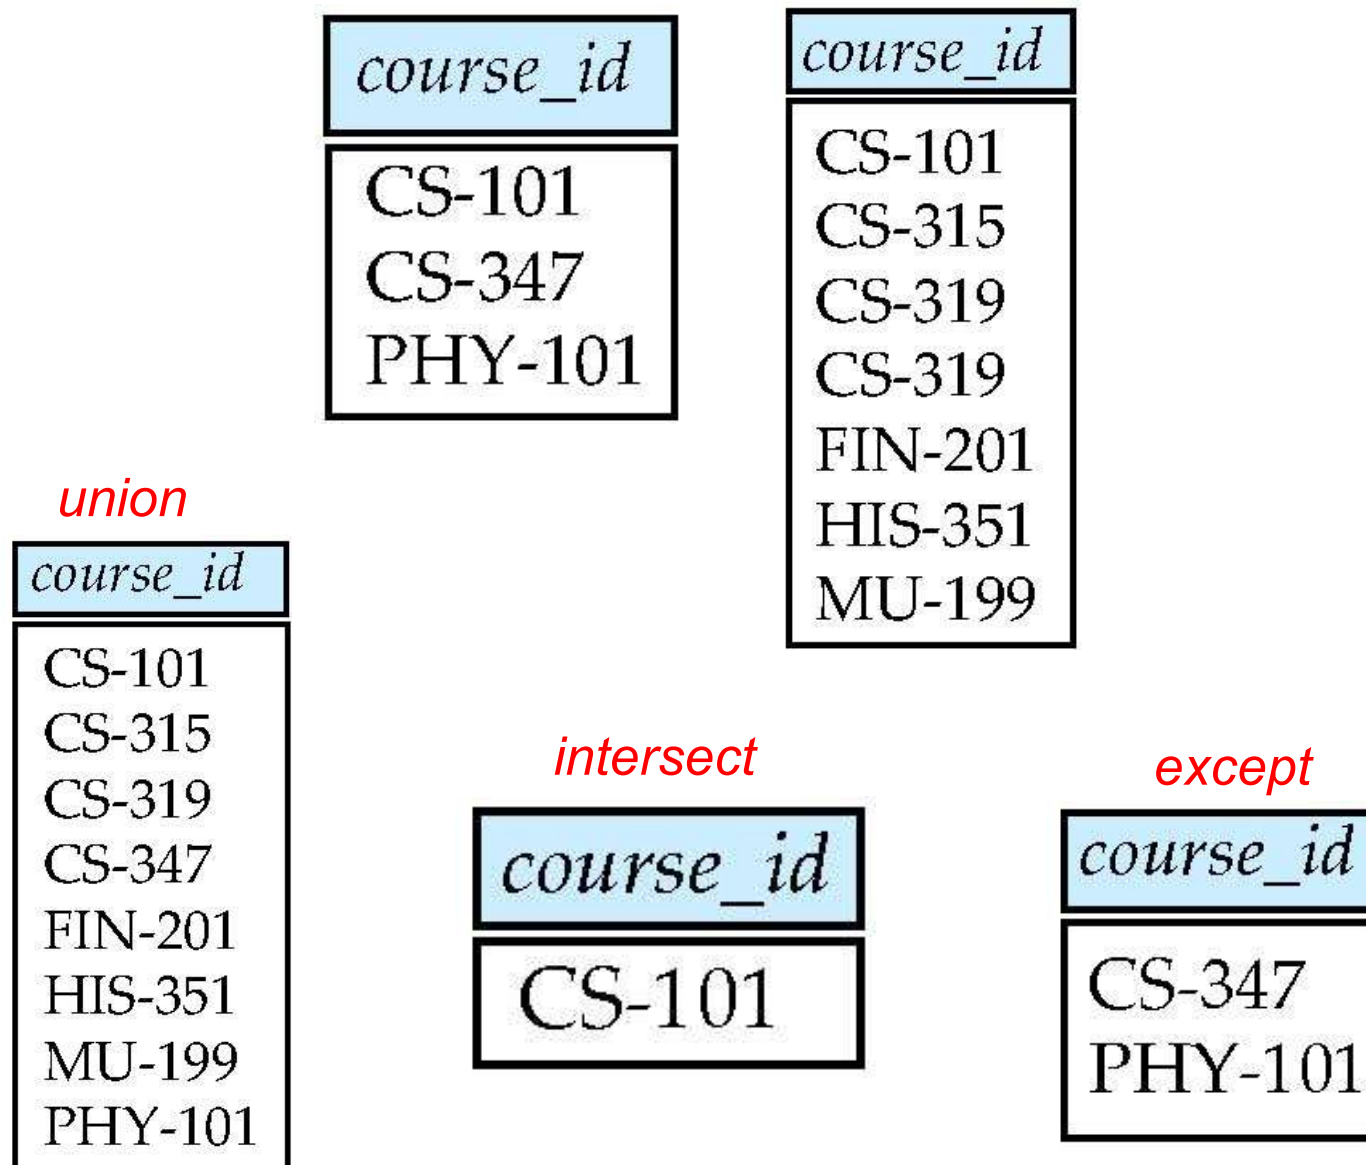 course_id
CS-101
CS-347
PHY-101
course_id
CS-101
CS-315
CS-319
CS-319
FIN-201
HIS-351
MU-199
union
course_id
CS-101
CS-315
CS-319
CS-347
FIN-201
HIS-351
MU-199
PHY-101
intersect
course_id
CS-101
except
course_id
CS-347
PHY-101